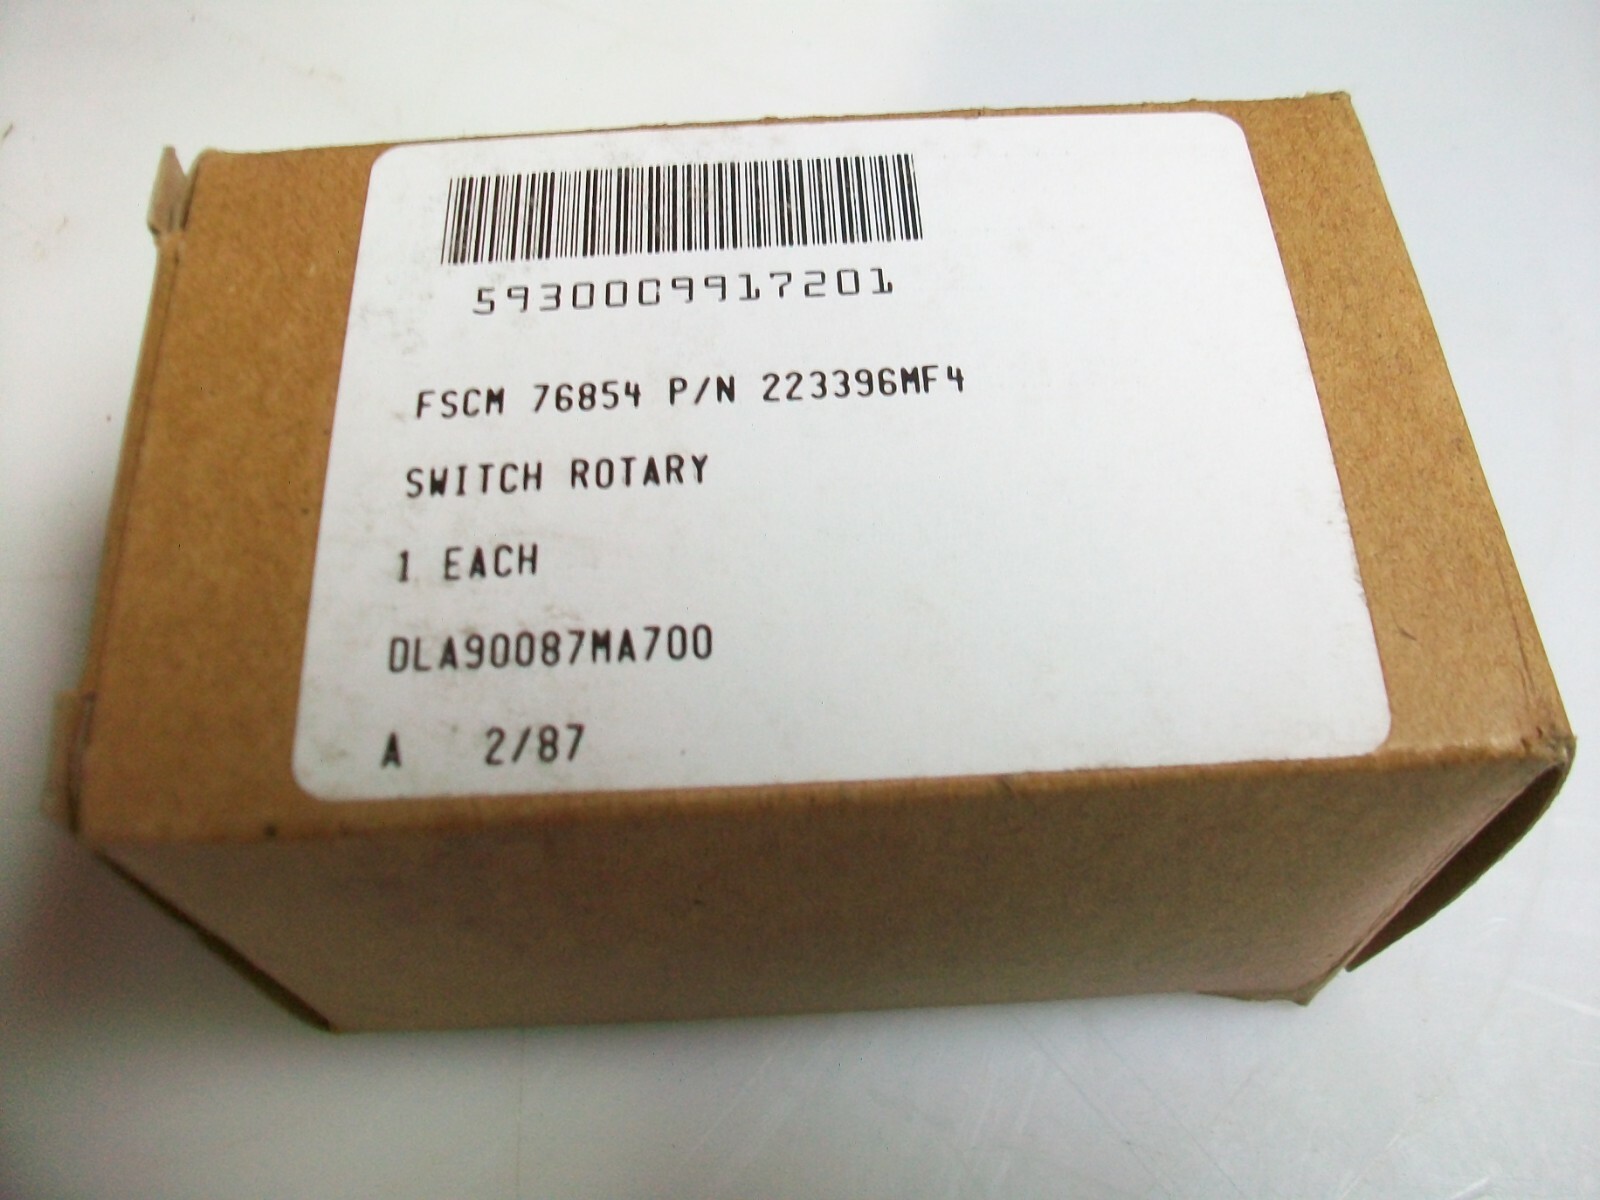 5930009917201
FSCM 76854 P/N 223396MF4
SWITCH ROTARY
1 EACH
DLA90087MA700
A 2/87